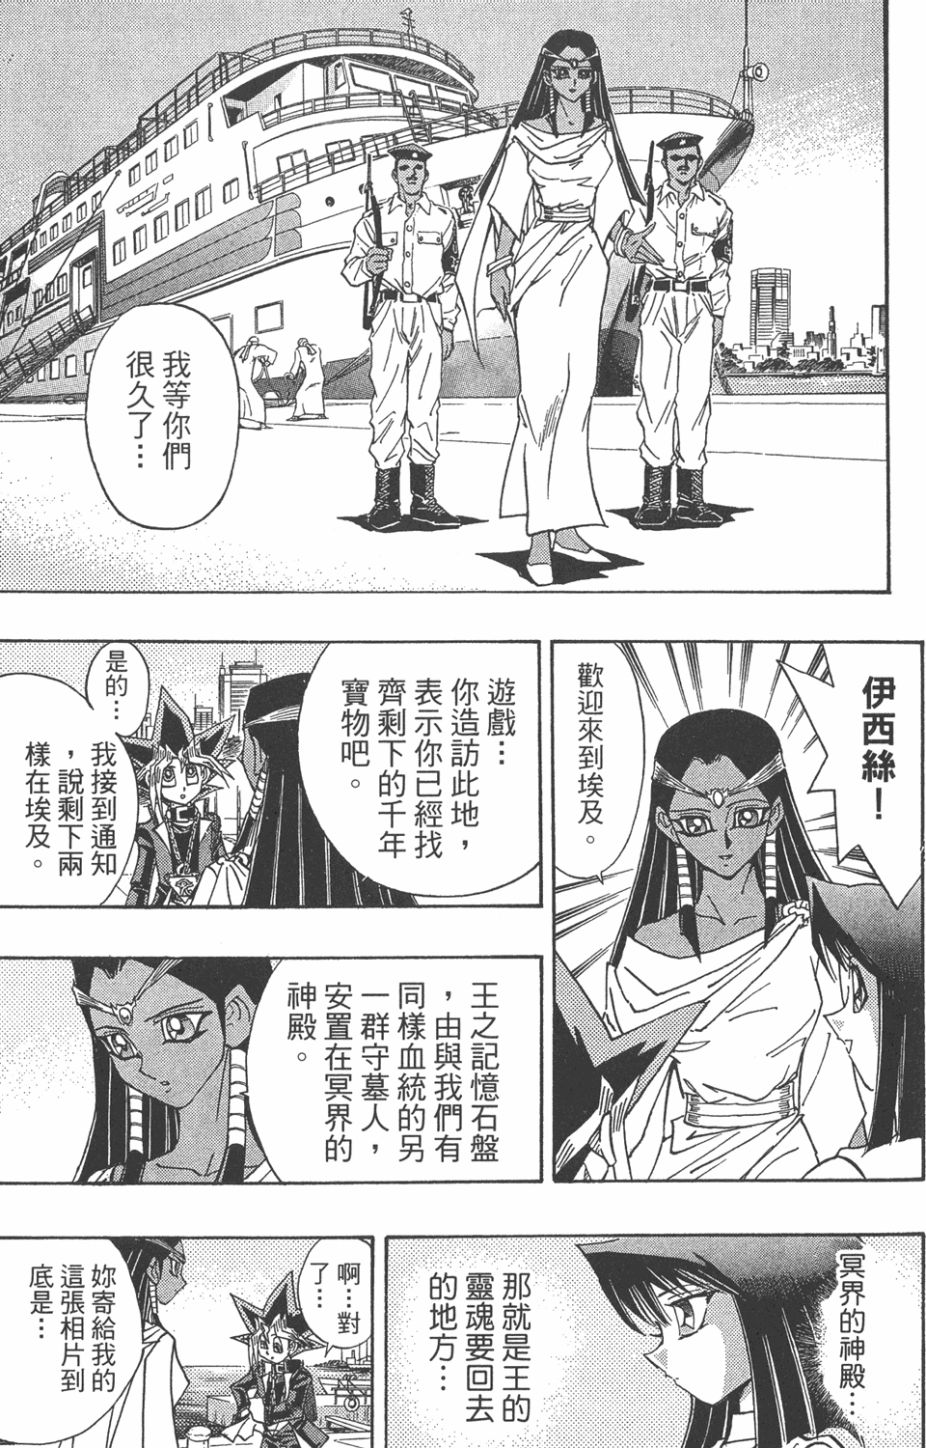 我等你們
很久了…
伊西絲！
歡迎來到埃及。
遊戲…
你造訪此地，
表示你已經找
齊剩下的千年
寶物吧。
是的…
我接到通知
，說剩下兩
樣在埃及。
王之記憶石盤
，由與我們有
同樣血統的另
一群守墓人，
安置在冥界的
神殿。
冥界的神殿…
那就是王的
靈魂要回去
的地方…
啊…對
了…
妳寄給我的
這張相片到
底是…